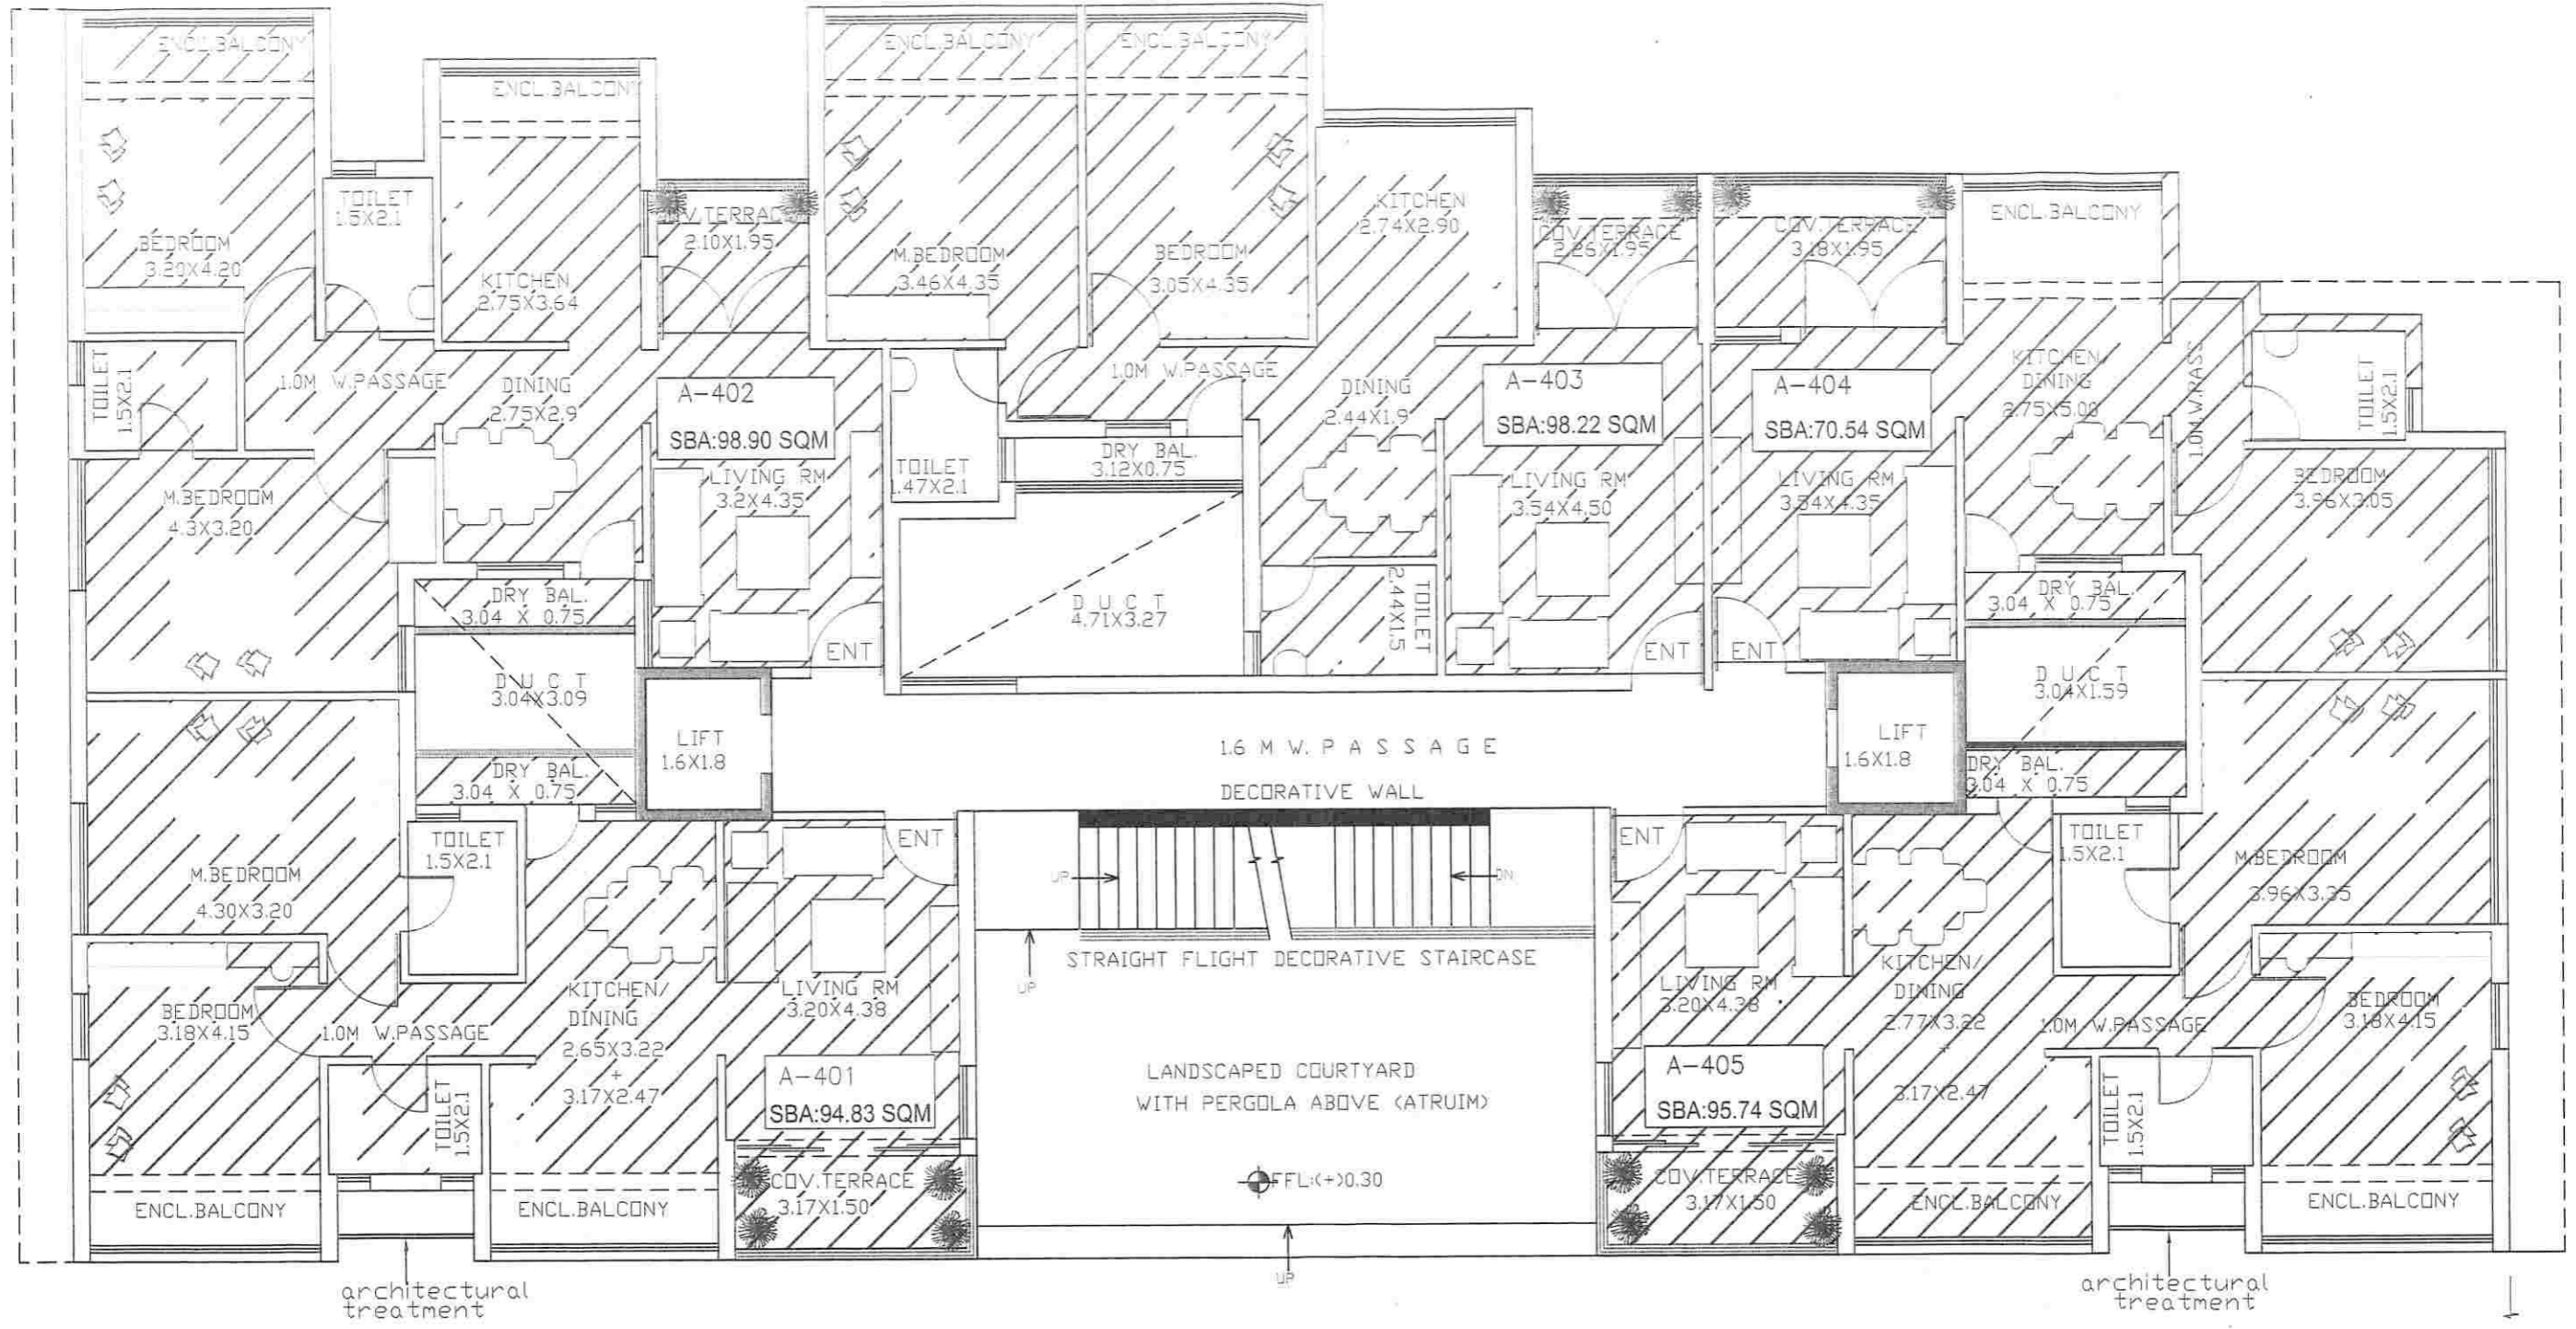 ENCL.BALCONY
BEDROOM
3.20X4.20
TOILET
1.5X2.1
ENCL.BALCONY
KITCHEN
2.75X3.64
COV.TERRACE
2.10X1.95
TOILET
1.5X2.1
1.0M W.PASSAGE
DINING
2.75X2.9
A-402
SBA:98.90 SQM
LIVING RM
3.2X4.35
M.BEDROOM
4.3X3.20
DRY BAL.
3.04 X 0.75
ENT
D U C T
3.04X3.09
LIFT
1.6X1.8
ENCL.BALCONY
M.BEDROOM
3.46X4.35
ENCL.BALCONY
BEDROOM
3.05X4.35
KITCHEN
2.74X2.90
COV.TERRACE
2.26X1.95
1.0M W.PASSAGE
TOILET
1.47X2.1
DRY BAL.
3.12X0.75
DINING
2.44X1.9
A-403
SBA:98.22 SQM
LIVING RM
3.54X4.50
D U C T
4.71X3.27
TOILET
2.44X1.5
ENT
COV.TERRACE
3.18X1.95
ENCL.BALCONY
A-404
SBA:70.54 SQM
LIVING RM
3.54X4.35
KITCHEN/
DINING
2.75X5.00
1.0M.W.PASS
TOILET
1.5X2.1
BEDROOM
3.96X3.05
ENT
DRY BAL.
3.04 X 0.75
D U C T
3.04X1.59
LIFT
1.6X1.8
1.6 M W. P A S S A G E
DECORATIVE WALL
DRY BAL.
3.04 X 0.75
TOILET
1.5X2.1
ENT
M.BEDROOM
4.30X3.20
BEDROOM
3.18X4.15
1.0M W.PASSAGE
KITCHEN/
DINING
2.65X3.22
+
3.17X2.47
LIVING RM
3.20X4.38
A-401
SBA:94.83 SQM
TOILET
1.5X2.1
ENCL.BALCONY
ENCL.BALCONY
COV.TERRACE
3.17X1.50
architectural
treatment
UP
DN
UP
STRAIGHT FLIGHT DECORATIVE STAIRCASE
LANDSCAPED COURTYARD
WITH PERGOLA ABOVE (ATRUIM)
FFL:(+)0.30
UP
DRY BAL.
3.04 X 0.75
ENT
TOILET
1.5X2.1
M.BEDROOM
3.96X3.35
LIVING RM
3.20X4.38
KITCHEN/
DINING
2.77X3.22
+
3.17X2.47
1.0M W.PASSAGE
BEDROOM
3.18X4.15
A-405
SBA:95.74 SQM
TOILET
1.5X2.1
COV.TERRACE
3.17X1.50
ENCL.BALCONY
ENCL.BALCONY
architectural
treatment